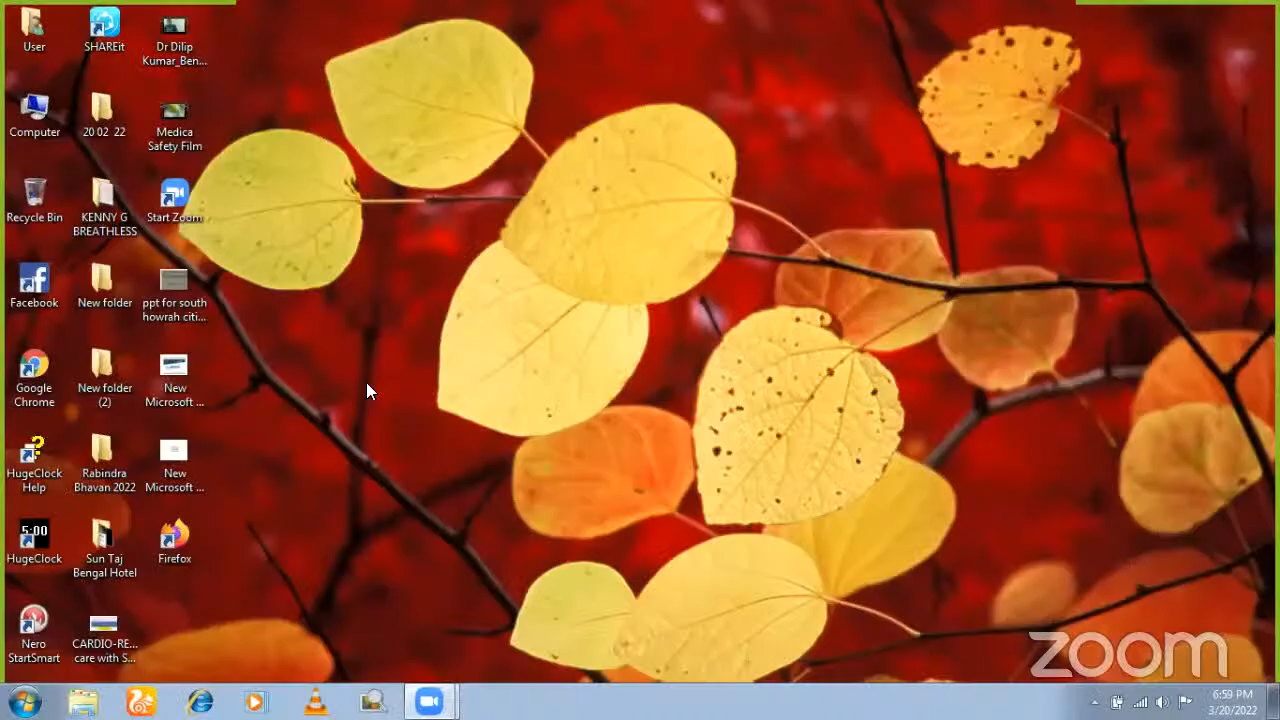 User
SHAREit
Dr Dilip
Kumar_Ben...
Computer
20 02 22
Medica
Safety Film
Recycle Bin
KENNY G
BREATHLESS
Start Zoom
Facebook
New folder
ppt for south
howrah citi...
Google
Chrome
New folder
(2)
New
Microsoft ...
HugeClock
Help
Rabindra
Bhavan 2022
New
Microsoft ...
5:00
HugeClock
Sun Taj
Bengal Hotel
Firefox
Nero
StartSmart
CARDIO-RE...
care with S...
zoom
6:59 PM
3/20/2022